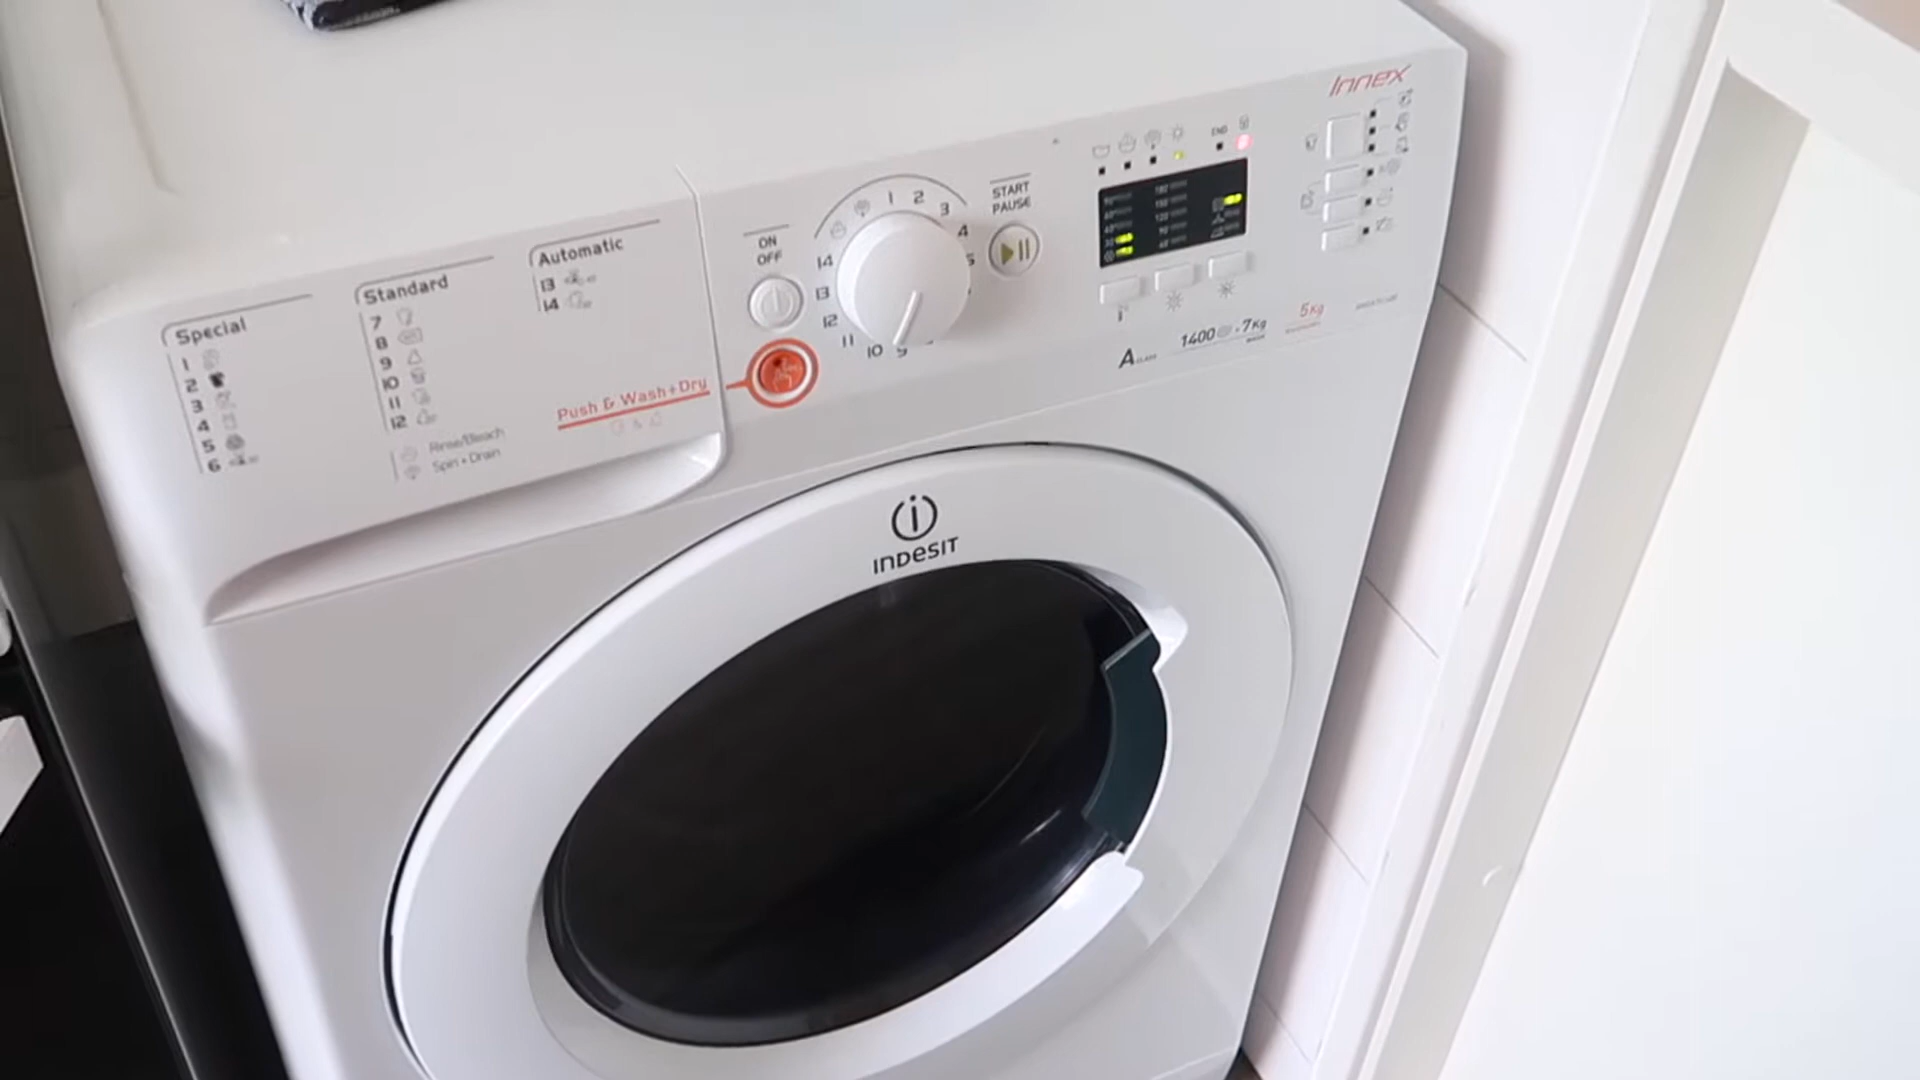 Innex
START
PAUSE
ON
OFF
END
1
2
3
4
5
9
10
11
12
13
14
Special
1
2
3
4
5
6
Standard
7
8
9
10
11
12
Rinse/Bleach
Spin+Drain
Automatic
13
14
Push & Wash+Dry
A CLASS
1400 - 7Kg
5Kg
INDESIT